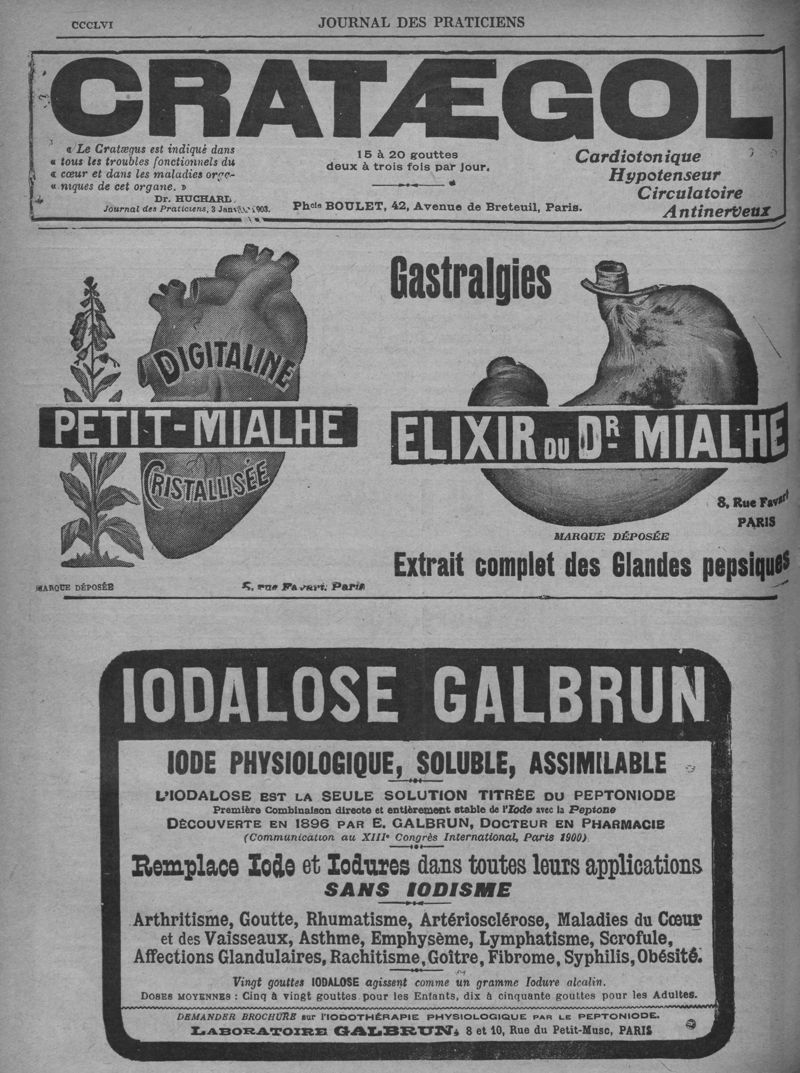 CCCLVI
JOURNAL DES PRATICIENS
CRATÆGOL
« Le Cratægus est indiqué dans
« tous les troubles fonctionnels du
« cœur et dans les maladies orga-
« niques de cet organe. »
Dr. HUCHARD.
Journal des Praticiens, 3 Janvier 1903.
15 à 20 gouttes
deux à trois fois par jour.
Phcie BOULET, 42, Avenue de Breteuil, Paris.
Cardiotonique
Hypotenseur
Circulatoire
Antinerveux
DIGITALINE
PETIT-MIALHE
CRISTALLISÉE
MARQUE DÉPOSÉE
rue Favart, Paris
Gastralgies
ELIXIR DU DR MIALHE
8, Rue Favart
PARIS
MARQUE DÉPOSÉE
Extrait complet des Glandes pepsiques
IODALOSE GALBRUN
IODE PHYSIOLOGIQUE, SOLUBLE, ASSIMILABLE
L'IODALOSE EST LA SEULE SOLUTION TITRÉE DU PEPTONIODE
Première Combinaison directe et entièrement stable de l'Iode avec la Peptone
DÉCOUVERTE EN 1896 PAR E. GALBRUN, DOCTEUR EN PHARMACIE
(Communication au XIIIe Congrès International, Paris 1900)
Remplace Iode et Iodures dans toutes leurs applications
SANS IODISME
Arthritisme, Goutte, Rhumatisme, Artériosclérose, Maladies du Cœur
et des Vaisseaux, Asthme, Emphysème, Lymphatisme, Scrofule,
Affections Glandulaires, Rachitisme, Goître, Fibrome, Syphilis, Obésité.
Vingt gouttes IODALOSE agissent comme un gramme Iodure alcalin.
DOSES MOYENNES : Cinq à vingt gouttes pour les Enfants, dix à cinquante gouttes pour les Adultes.
DEMANDER BROCHURE sur l'IODOTHÉRAPIE PHYSIOLOGIQUE PAR LE PEPTONIODE.
LABORATOIRE GALBRUN, 8 et 10, Rue du Petit-Musc, PARIS